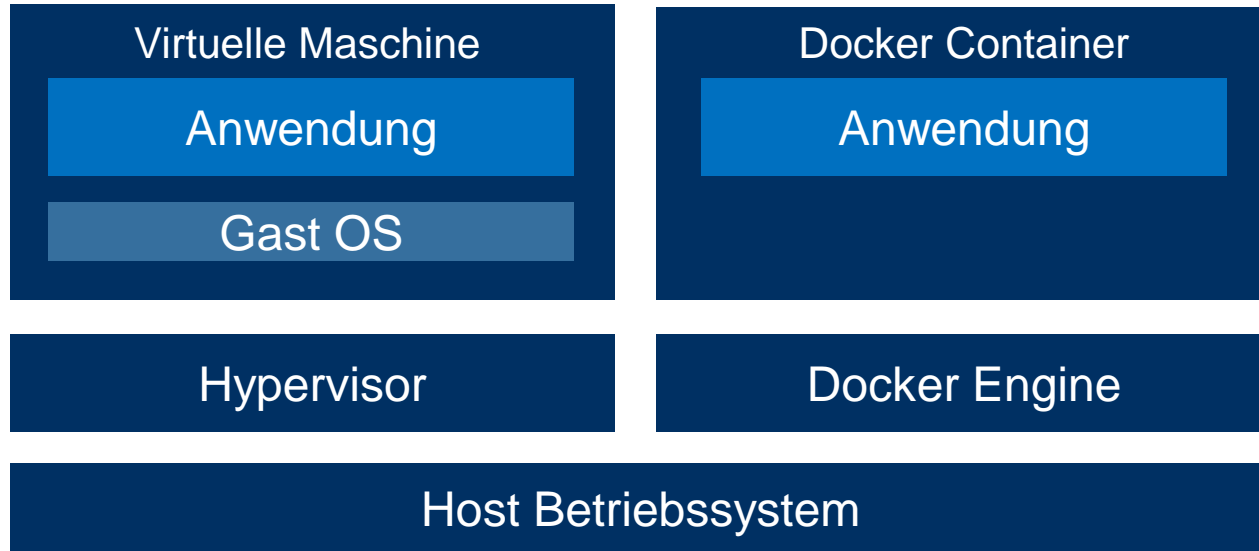 Virtuelle Maschine
Anwendung
Gast OS
Hypervisor
Docker Container
Anwendung
Docker Engine
Host Betriebssystem